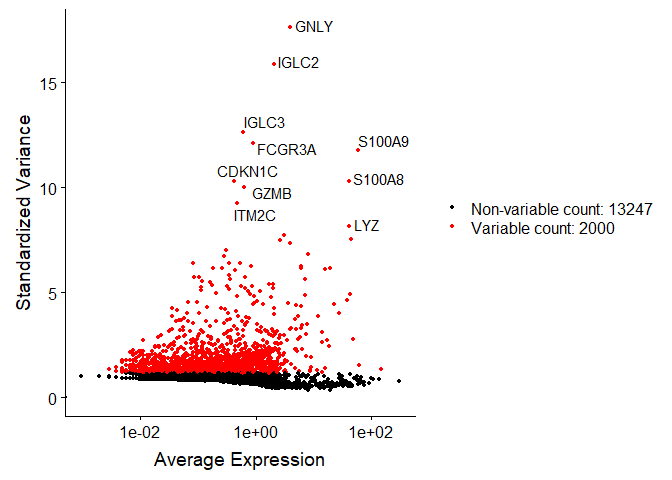 GNLY
IGLC2
15
IGLC3
S100A9
FCGR3A
CDKN1C
S100A8
10
GZMB
ITM2C
LYZ
Standardized Variance
Non-variable count: 13247
Variable count: 2000
5
0
1e-02 1e+00 1e+02
Average Expression